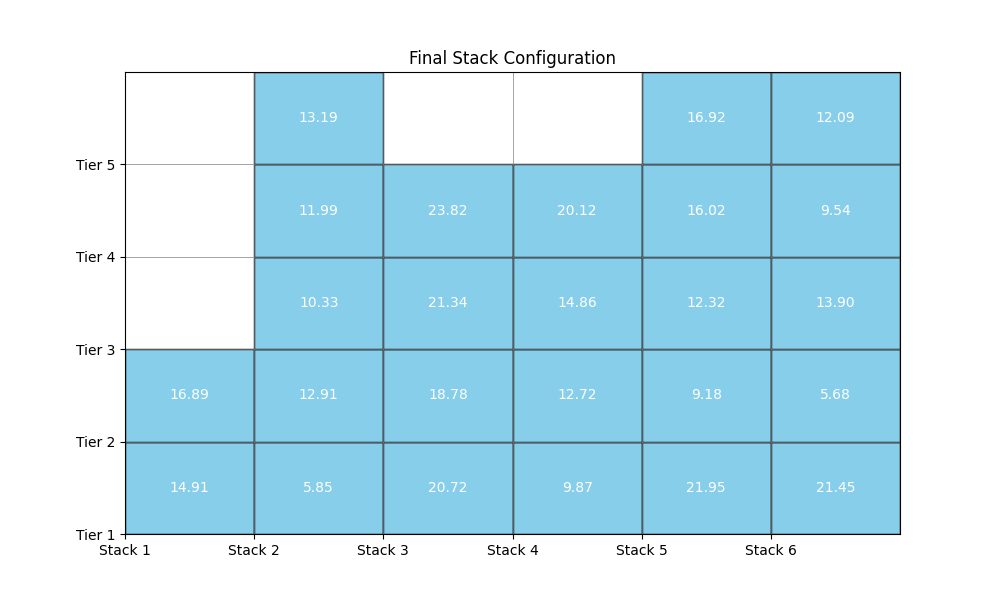 Final Stack Configuration
13.19 16.92 12.09
Tier 5
11.99 23.82 20.12 16.02 9.54
Tier 4
10.33 21.34 14.86 12.32 13.90
Tier 3
16.89 12.91 18.78 12.72 9.18 5.68
Tier 2
14.91 5.85 20.72 9.87 21.95 21.45
Tier 1
Stack 1 Stack 2 Stack 3 Stack 4 Stack 5 Stack 6